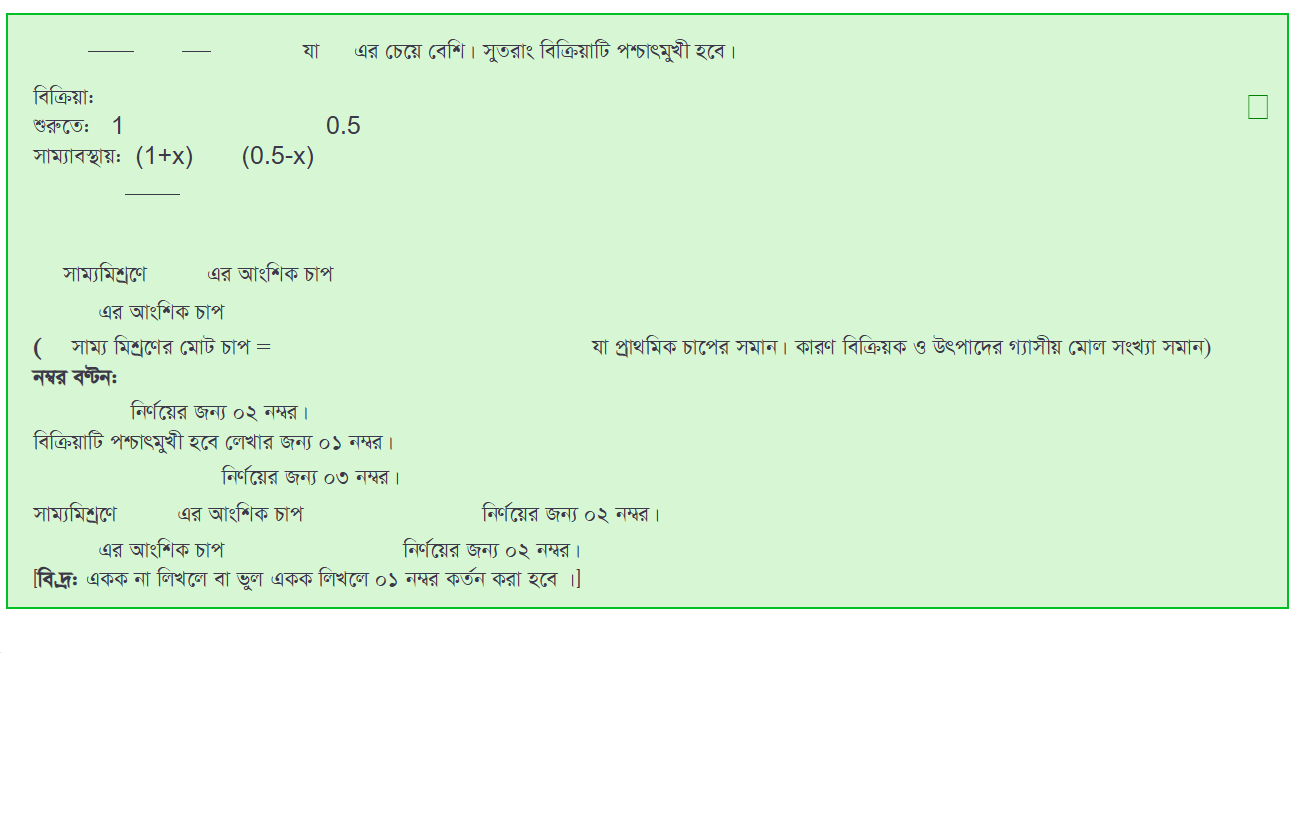 যা এর চেয়ে বেশি। সুতরাং বিক্রিয়াটি পশ্চাৎমুখী হবে।
বিক্রিয়া:
শুরুতে: 1 0.5
সাম্যাবস্থায়: (1+x) (0.5-x)
সাম্যমিশ্রণে এর আংশিক চাপ
এর আংশিক চাপ
( সাম্য মিশ্রণের মোট চাপ = যা প্রাথমিক চাপের সমান। কারণ বিক্রিয়ক ও উৎপাদের গ্যাসীয় মোল সংখ্যা সমান)
নম্বর বণ্টন:
নির্ণয়ের জন্য ০২ নম্বর।
বিক্রিয়াটি পশ্চাৎমুখী হবে লেখার জন্য ০১ নম্বর।
নির্ণয়ের জন্য ০৩ নম্বর।
সাম্যমিশ্রণে এর আংশিক চাপ নির্ণয়ের জন্য ০২ নম্বর।
এর আংশিক চাপ নির্ণয়ের জন্য ০২ নম্বর।
[বি.দ্র: একক না লিখলে বা ভুল একক লিখলে ০১ নম্বর কর্তন করা হবে ।]